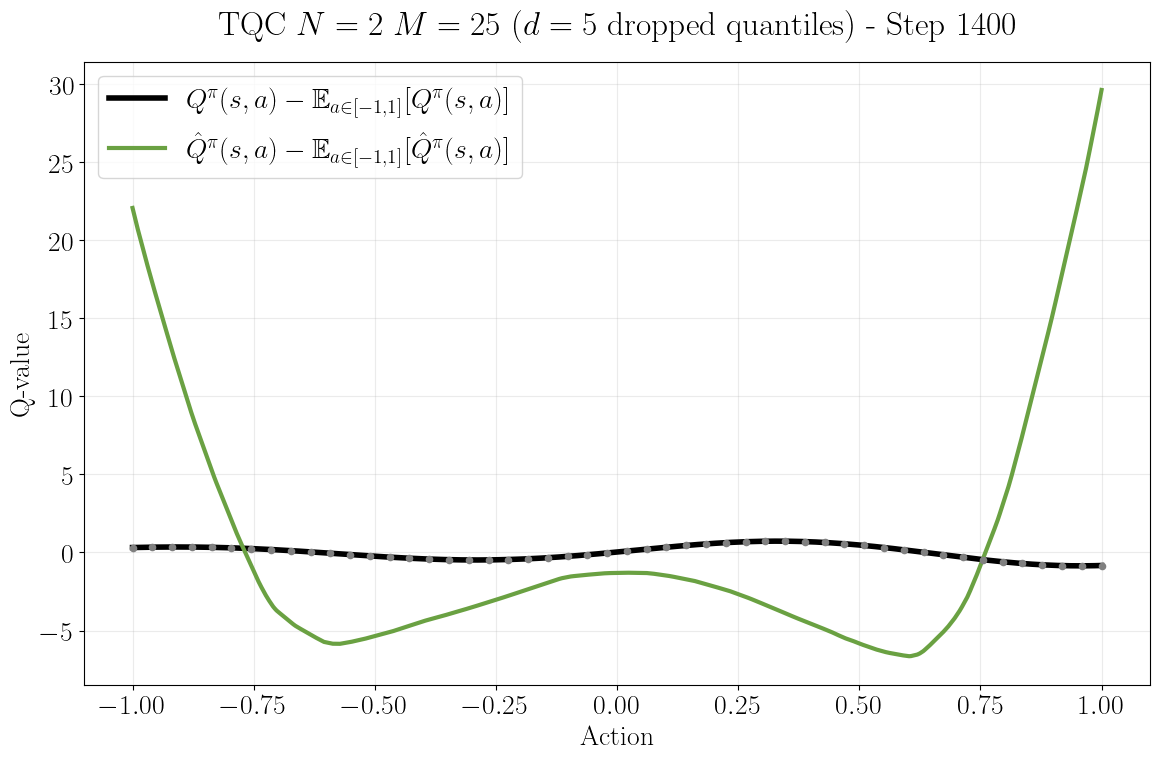 TQC N = 2 M = 25 (d = 5 dropped quantiles) - Step 1400
Q^π(s, a) − 𝔼_{a∈[−1,1]}[Q^π(s, a)]
Q̂^π(s, a) − 𝔼_{a∈[−1,1]}[Q̂^π(s, a)]
30
25
20
15
10
5
0
−5
Q-value
−1.00 −0.75 −0.50 −0.25 0.00 0.25 0.50 0.75 1.00
Action